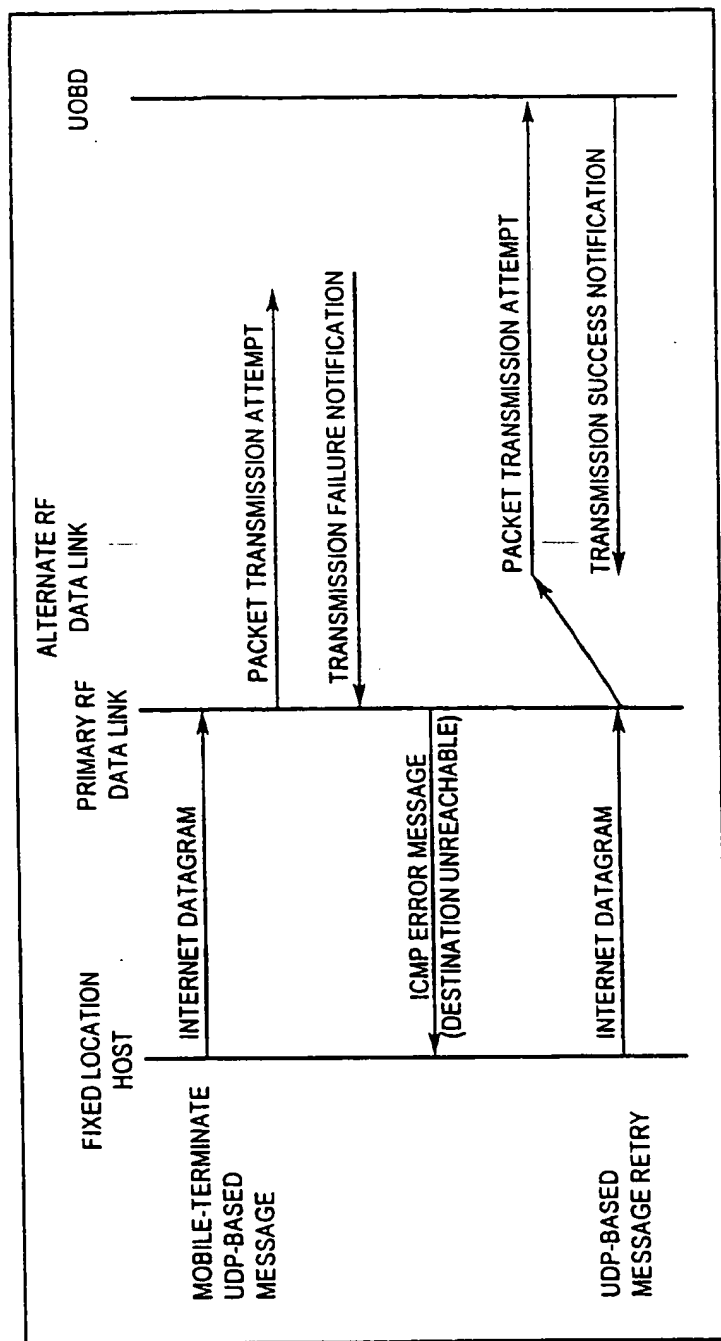 FIXED LOCATION
HOST
PRIMARY RF
DATA LINK
ALTERNATE RF
DATA LINK
UOBD
MOBILE-TERMINATE
UDP-BASED
MESSAGE
INTERNET DATAGRAM
PACKET TRANSMISSION ATTEMPT
TRANSMISSION FAILURE NOTIFICATION
ICMP ERROR MESSAGE
(DESTINATION UNREACHABLE)
UDP-BASED
MESSAGE RETRY
INTERNET DATAGRAM
PACKET TRANSMISSION ATTEMPT
TRANSMISSION SUCCESS NOTIFICATION